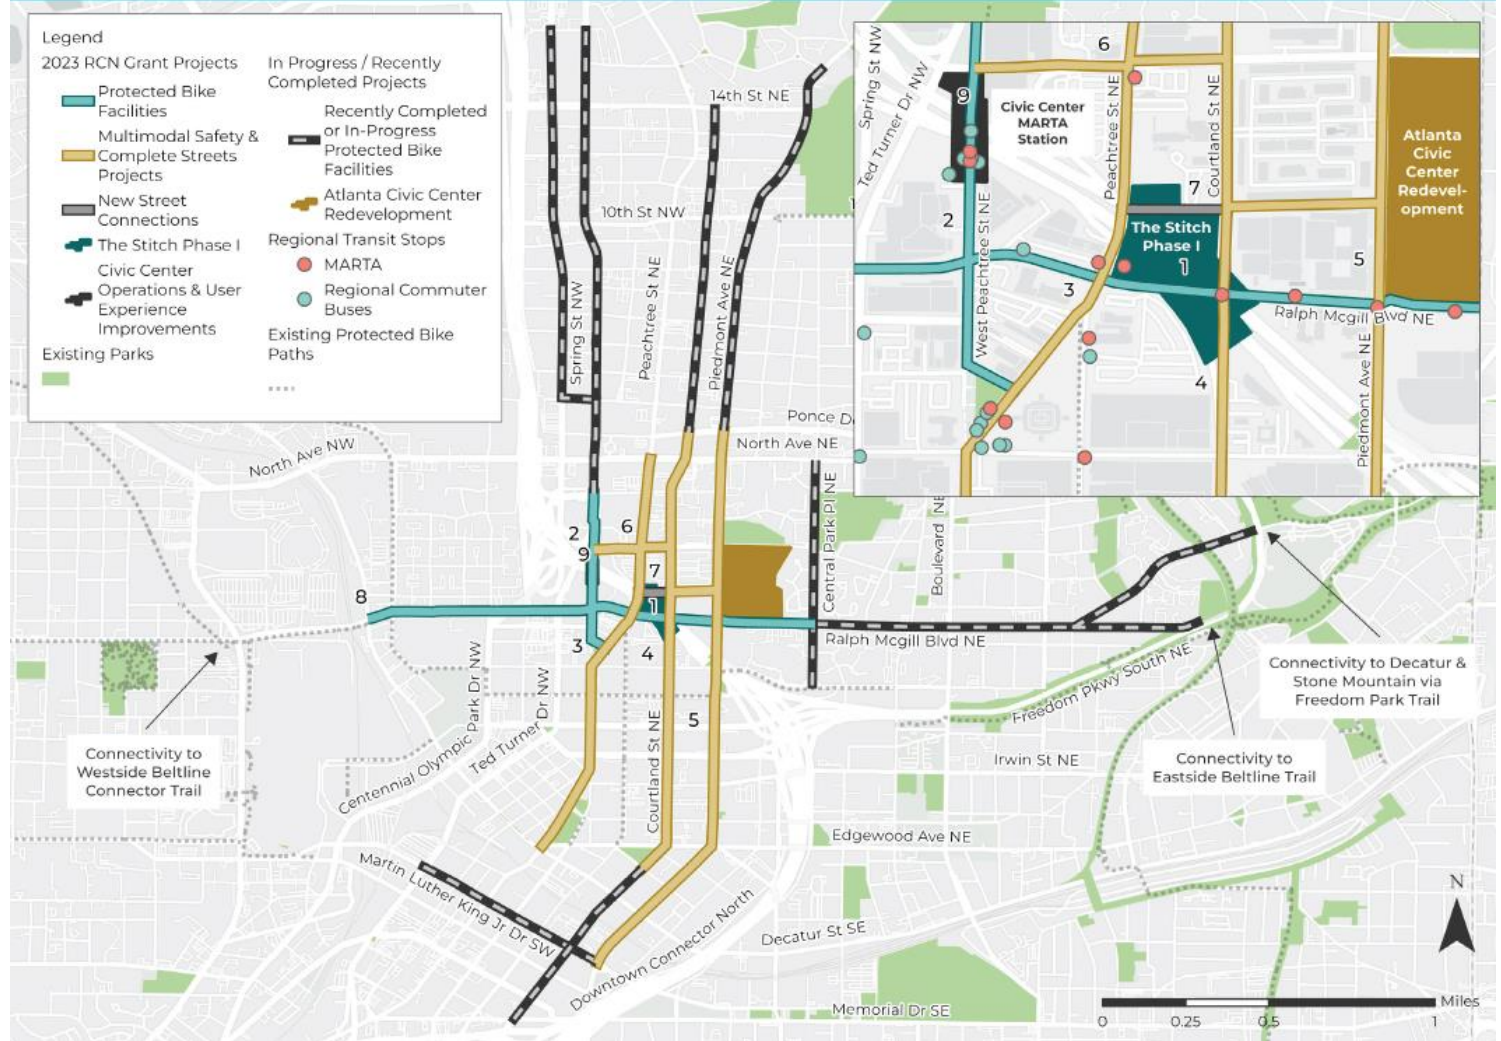 Legend
2023 RCN Grant Projects
Protected Bike
Facilities
Multimodal Safety &
Complete Streets
Projects
New Street
Connections
The Stitch Phase I
Civic Center
Operations & User
Experience
Improvements
Existing Parks
In Progress / Recently
Completed Projects
Recently Completed
or In-Progress
Protected Bike
Facilities
Atlanta Civic Center
Redevelopment
Regional Transit Stops
MARTA
Regional Commuter
Buses
Existing Protected Bike
Paths
Spring St NW
Ted Turner Dr NW
6
9
Civic Center
MARTA
Station
Peachtree St NE
Courtland St NE
Atlanta
Civic
Center
Redevel-
opment
7
2
West Peachtree St NE
The Stitch
Phase I
1
3
5
Ralph Mcgill Blvd NE
4
Piedmont Ave NE
14th St NE
10th St NW
Spring St NW
Peachtree St NE
Piedmont Ave NE
Ponce D
North Ave NW
North Ave NE
2
9
6
7
1
8
3
4
5
Central Park Pl NE
Boulevard NE
Ralph Mcgill Blvd NE
Freedom Pkwy South NE
Connectivity to Decatur &
Stone Mountain via
Freedom Park Trail
Connectivity to
Eastside Beltline Trail
Connectivity to
Westside Beltline
Connector Trail
Centennial Olympic Park Dr NW
Ted Turner Dr NW
Courtland St NE
Irwin St NE
Edgewood Ave NE
Martin Luther King Jr Dr SW
Downtown Connector North
Decatur St SE
Memorial Dr SE
N
Miles
0
0.25
0.5
1